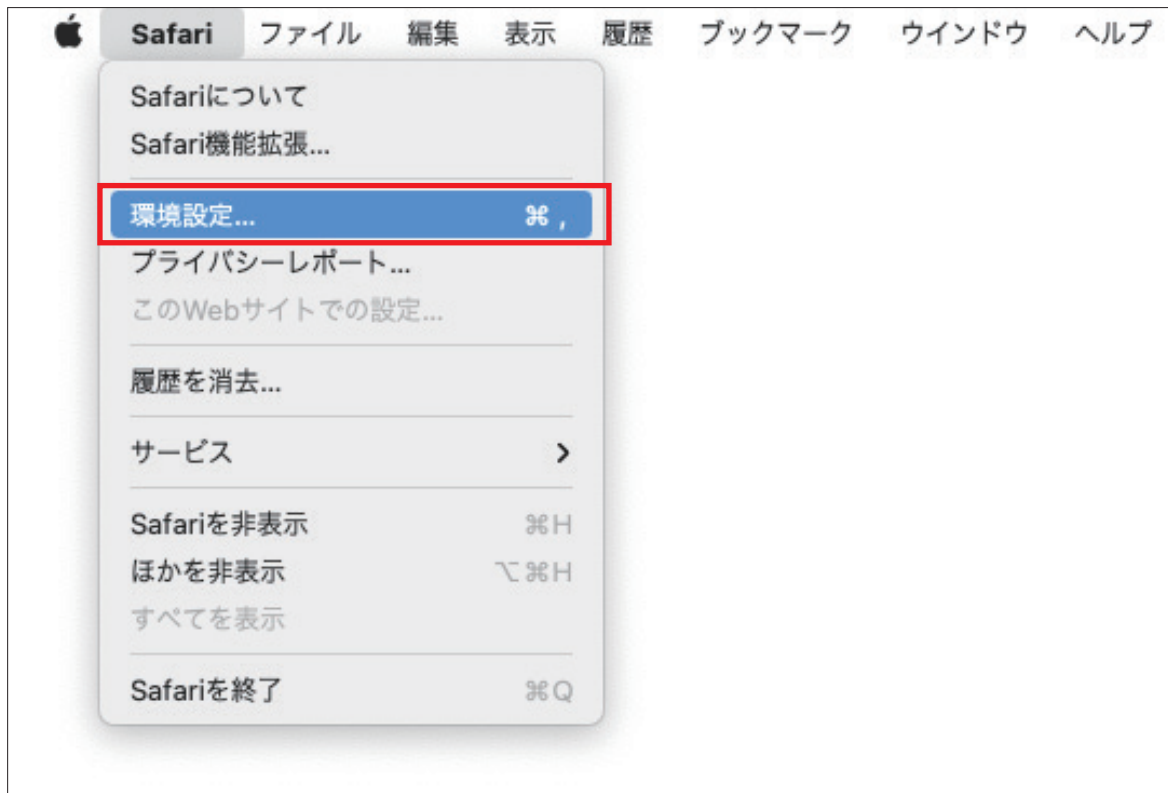 Safari ファイル 編集 表示 履歴 ブックマーク ウインドウ ヘルプ
Safariについて
Safari機能拡張...
環境設定... ⌘ ,
プライバシーレポート...
このWebサイトでの設定...
履歴を消去...
サービス
Safariを非表示 ⌘H
ほかを非表示 ⌥⌘H
すべてを表示
Safariを終了 ⌘Q